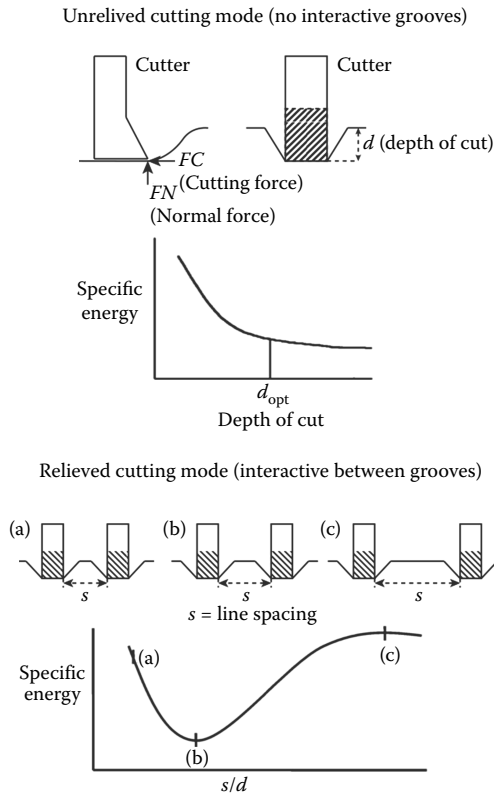 Unrelived cutting mode (no interactive grooves)
Cutter
Cutter
FC
(Cutting force)
FN
(Normal force)
d (depth of cut)
Specific
energy
d_opt
Depth of cut
Relieved cutting mode (interactive between grooves)
(a)
(b)
(c)
s
s
s
s = line spacing
Specific
energy
(a)
(b)
(c)
s/d